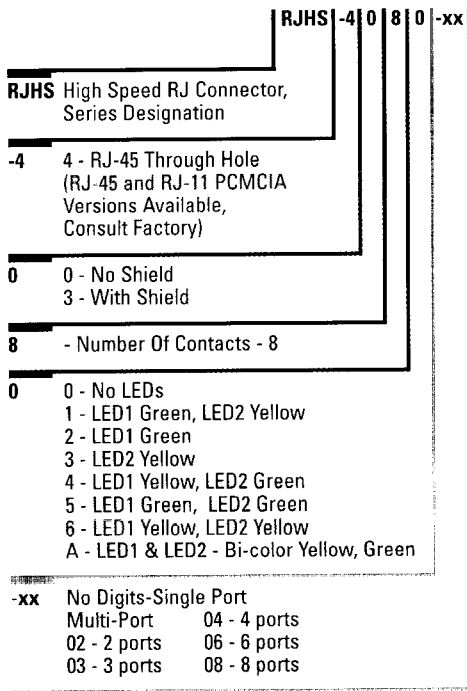 RJHS -4 0 8 0 -xx
RJHS High Speed RJ Connector,
Series Designation
-4 4 - RJ-45 Through Hole
(RJ-45 and RJ-11 PCMCIA
Versions Available,
Consult Factory)
0 0 - No Shield
3 - With Shield
8 - Number Of Contacts - 8
0 0 - No LEDs
1 - LED1 Green, LED2 Yellow
2 - LED1 Green
3 - LED2 Yellow
4 - LED1 Yellow, LED2 Green
5 - LED1 Green, LED2 Green
6 - LED1 Yellow, LED2 Yellow
A - LED1 & LED2 - Bi-color Yellow, Green
-xx No Digits-Single Port
Multi-Port 04 - 4 ports
02 - 2 ports 06 - 6 ports
03 - 3 ports 08 - 8 ports